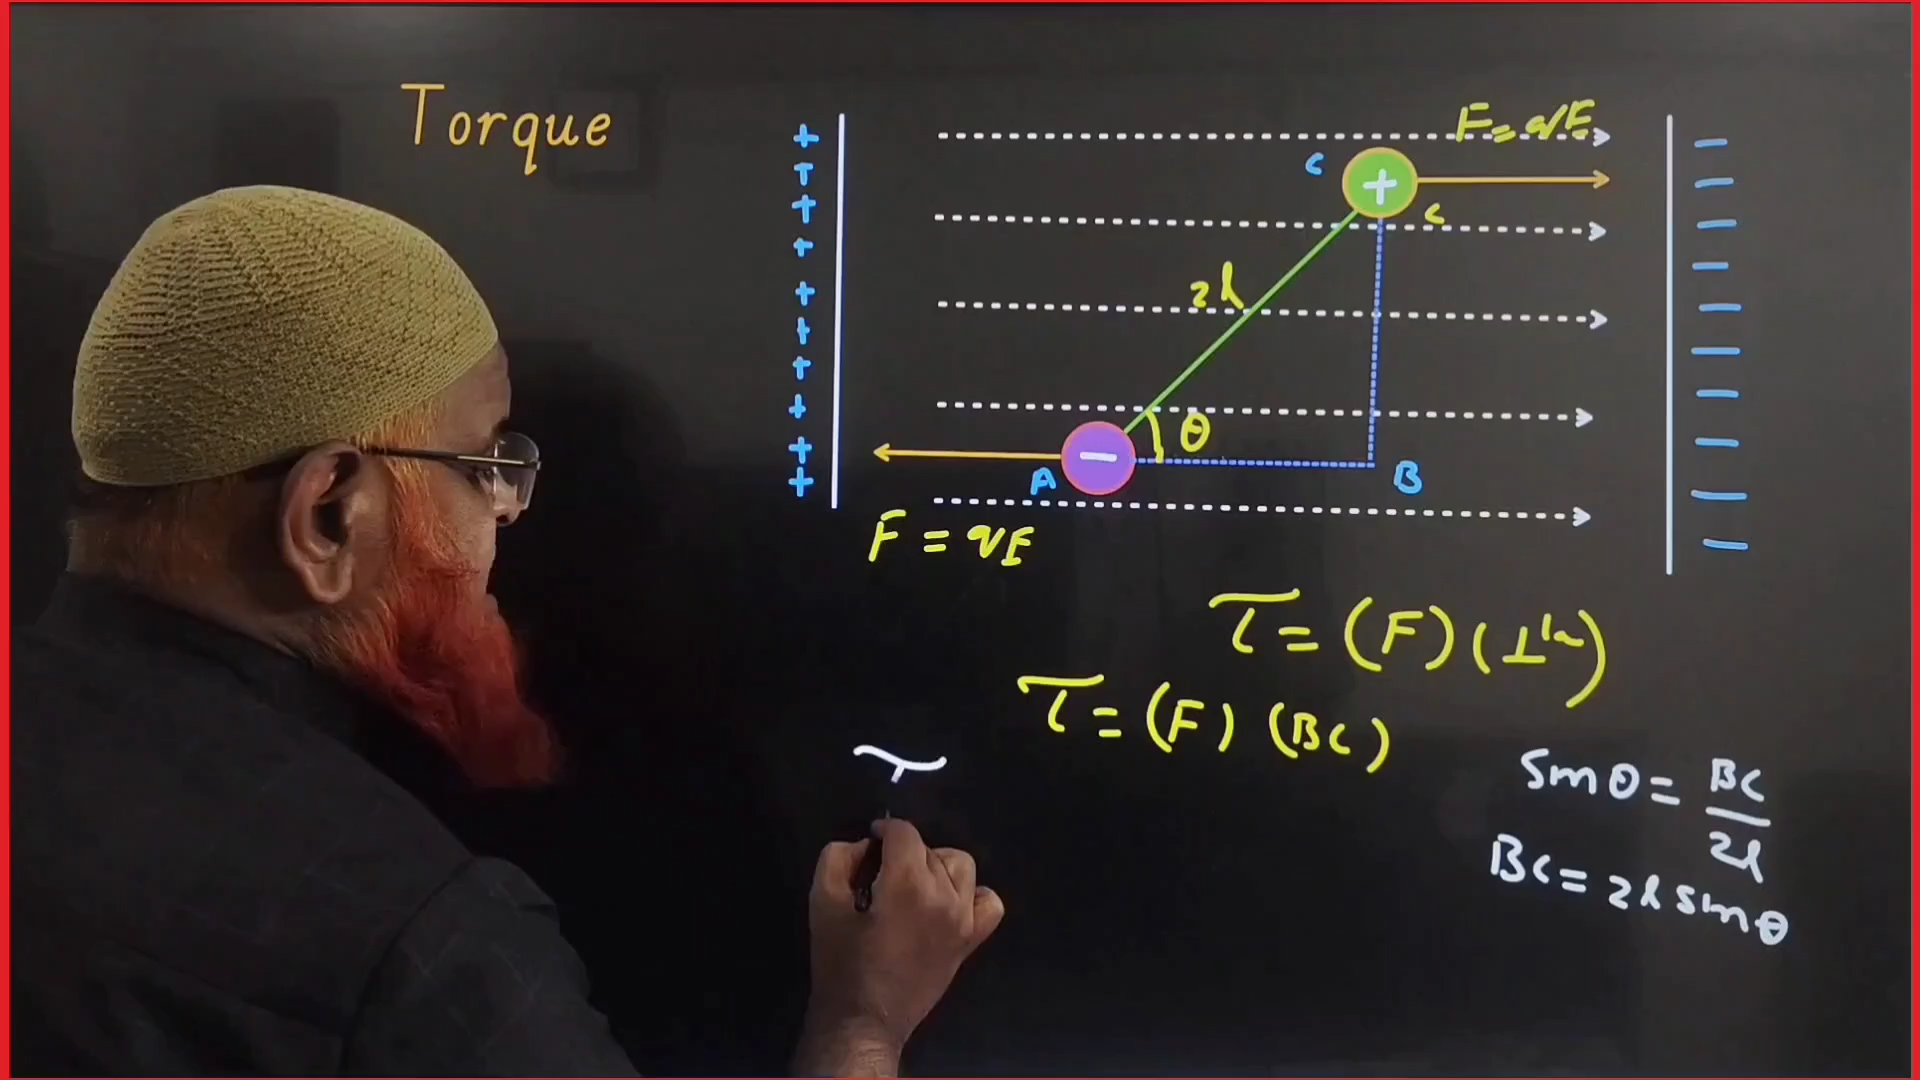 Torque
F = qE
C
+
C
2l
θ
A
−
B
F = qE
τ = (F) (⊥r)
τ = (F) (BC)
τ
Sinθ = BC/2l
BC = 2l Sinθ
+ + + + + + + + + +
− − − − − − − − − −